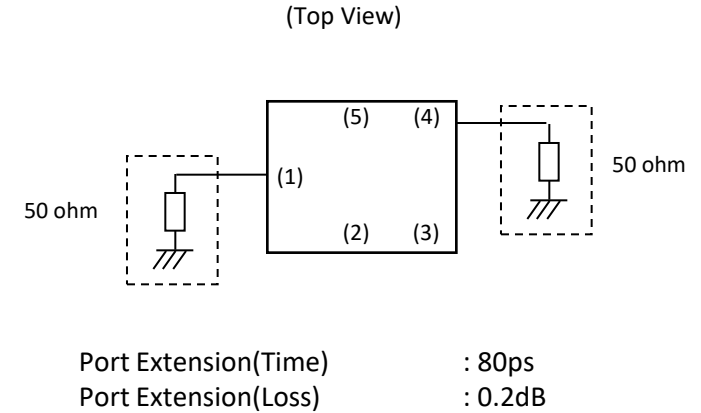 (Top View)
(5) (4)
(1)
50 ohm
50 ohm
(2) (3)
Port Extension(Time) : 80ps
Port Extension(Loss) : 0.2dB